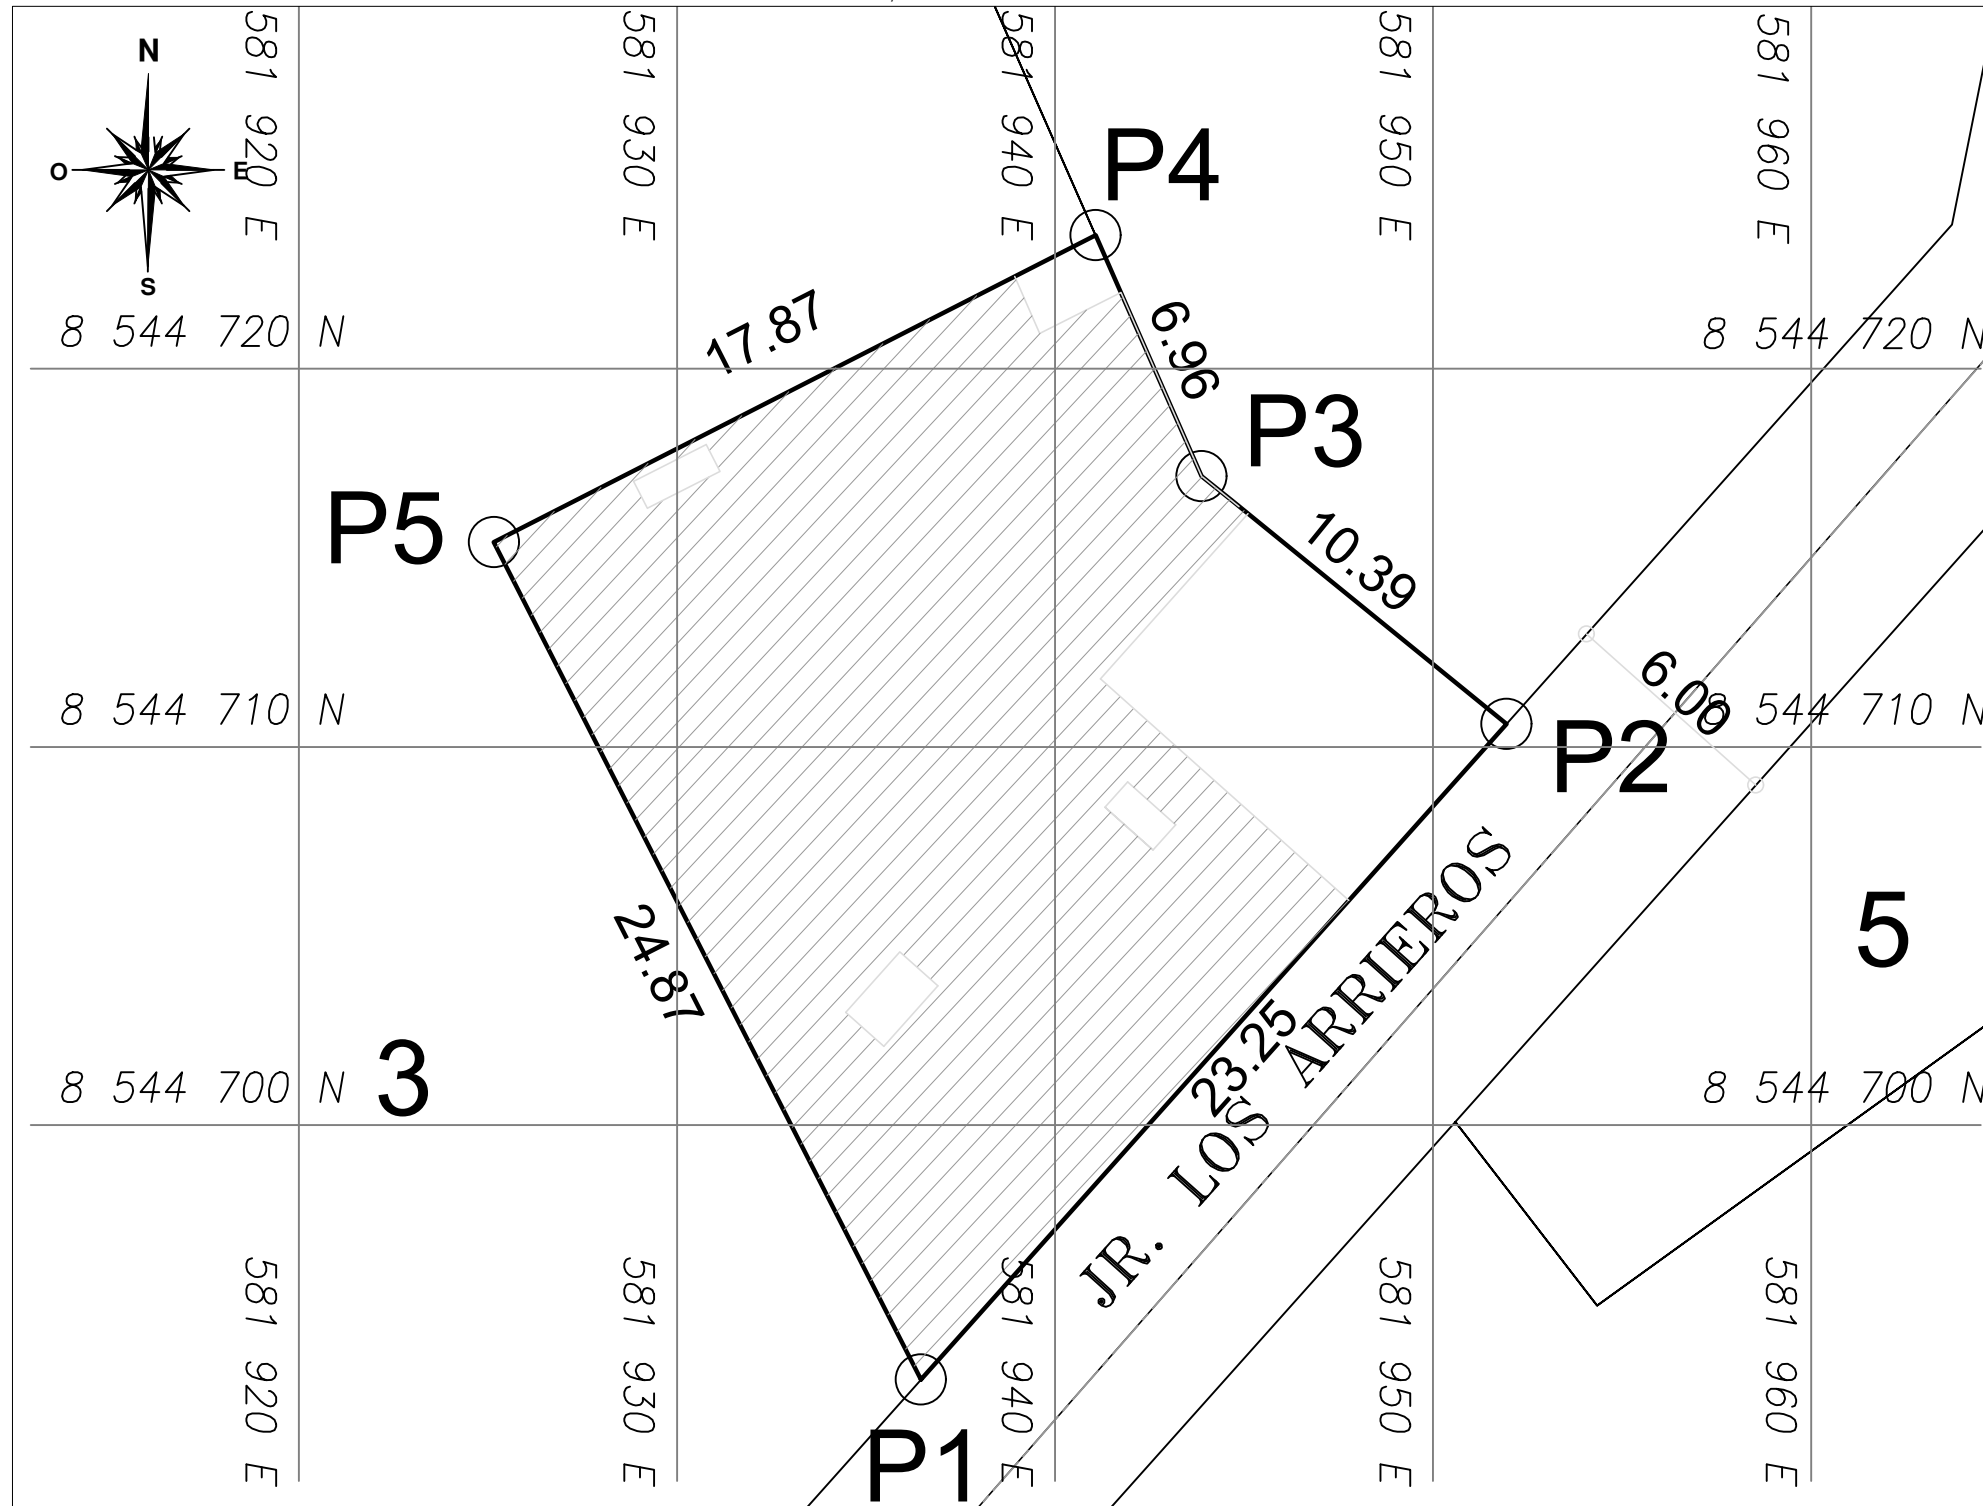 581 920 E
581 930 E
581 940 E
581 950 E
581 960 E
N
O
E
S
P4
8 544 720 N
17.87
6.96
8 544 720 N
P3
P5
10.39
6.00
8 544 710 N
8 544 710 N
P2
24.87
5
23.25
JR. LOS ARRIEROS
8 544 700 N
3
8 544 700 N
581 920 E
581 930 E
581 940 E
581 950 E
581 960 E
P1